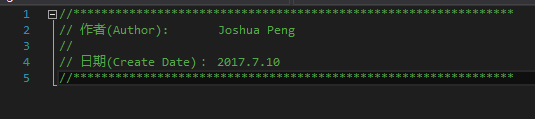 1 //**************************************************************
2 // 作者(Author):       Joshua Peng
3 //
4 // 日期(Create Date)： 2017.7.10
5 //**************************************************************